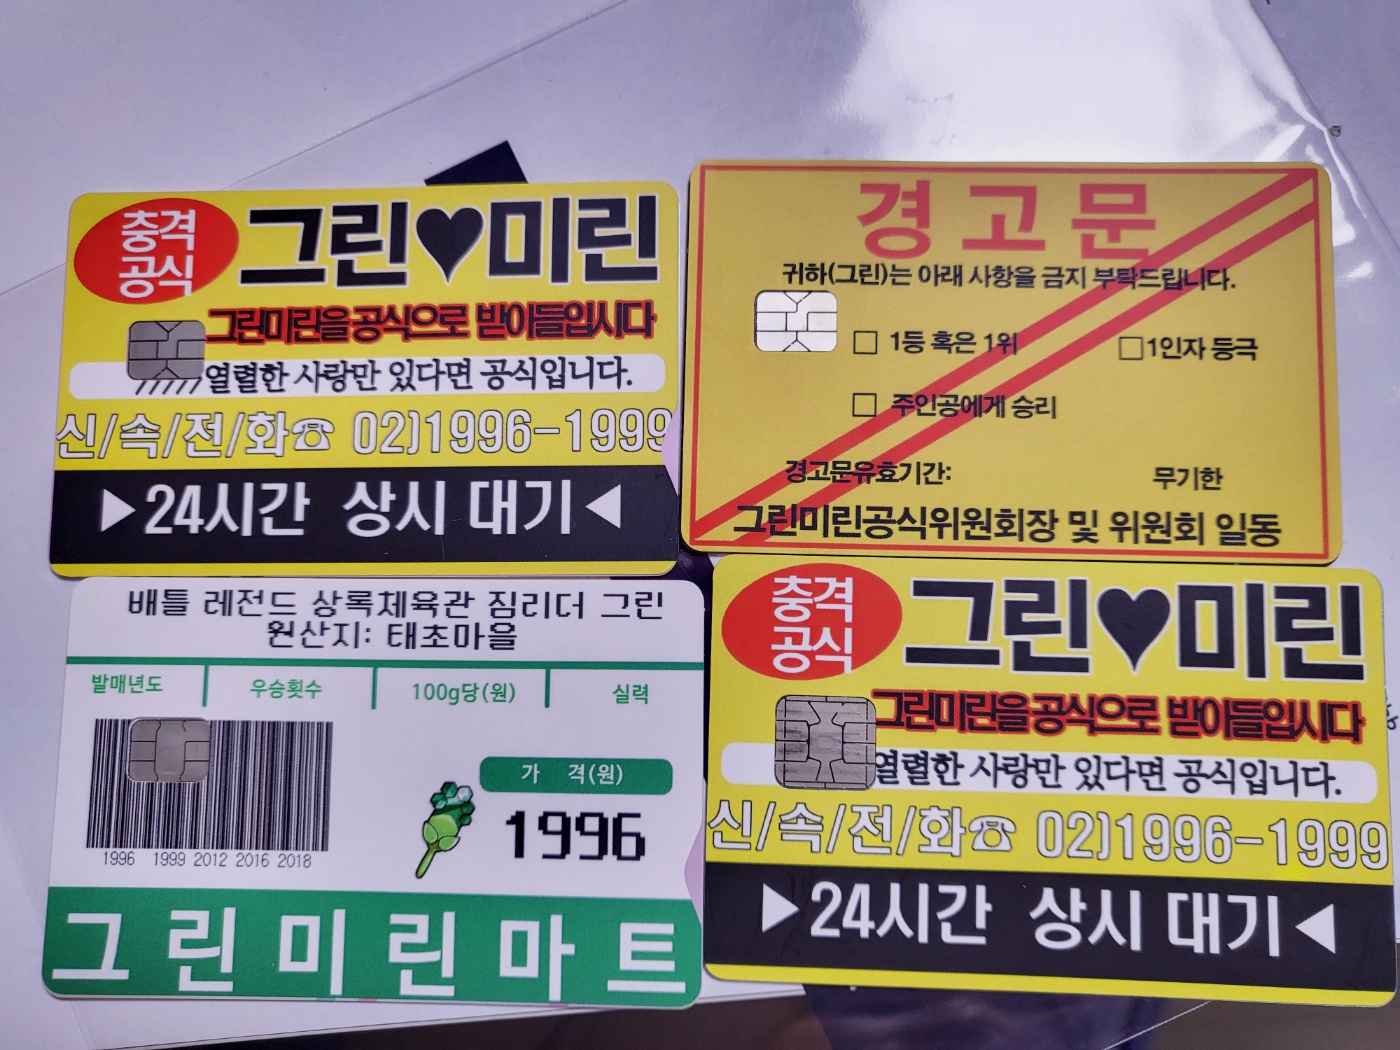 충격
공식
그린♥미린
그린미린을 공식으로 받아들입시다
열렬한 사랑만 있다면 공식입니다.
신/속/전/화☎ 02)1996-1999
▶24시간 상시 대기◀
경고문
귀하(그린)는 아래 사항을 금지 부탁드립니다.
□ 1등 혹은 1위 □1인자 등극
□ 주인공에게 승리
경고문유효기간: 무기한
그린미린공식위원회장 및 위원회 일동
배틀 레전드 상록체육관 짐리더 그린
원산지: 태초마을
발매년도 우승횟수 100g당(원) 실력
가 격(원)
1996
1996 1999 2012 2016 2018
그린미린마트
충격
공식
그린♥미린
그린미린을 공식으로 받아들입시다
열렬한 사랑만 있다면 공식입니다.
신/속/전/화☎ 02)1996-1999
▶24시간 상시 대기◀